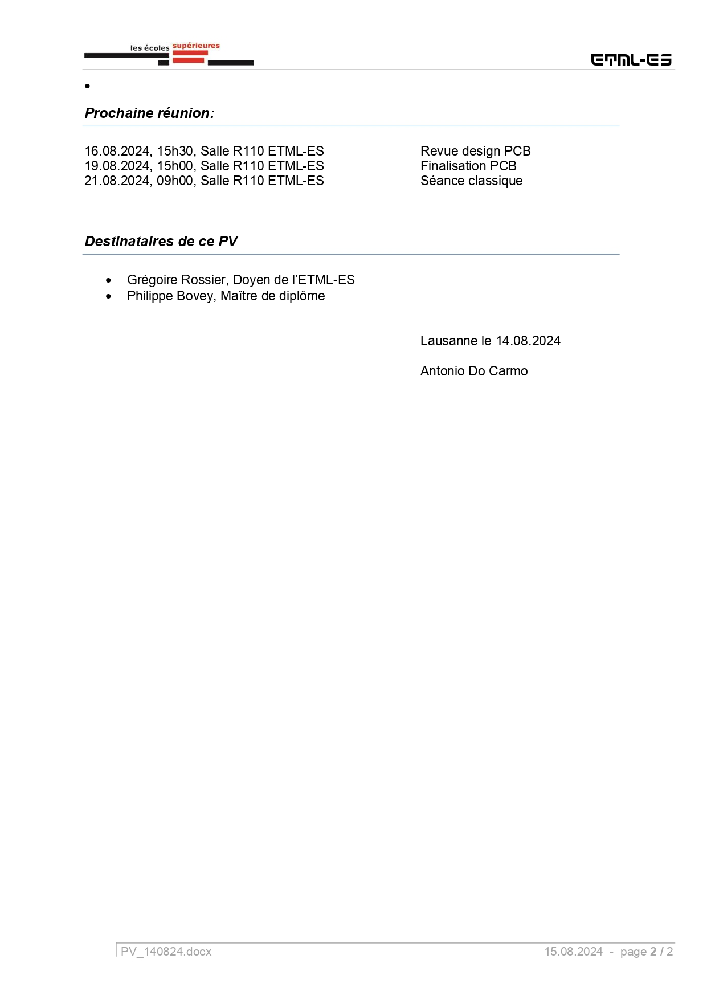 les écoles supérieures
ETML-ES
•
Prochaine réunion:
16.08.2024, 15h30, Salle R110 ETML-ES Revue design PCB
19.08.2024, 15h00, Salle R110 ETML-ES Finalisation PCB
21.08.2024, 09h00, Salle R110 ETML-ES Séance classique
Destinataires de ce PV
• Grégoire Rossier, Doyen de l’ETML-ES
• Philippe Bovey, Maître de diplôme
Lausanne le 14.08.2024
Antonio Do Carmo
PV_140824.docx 15.08.2024 - page 2 / 2